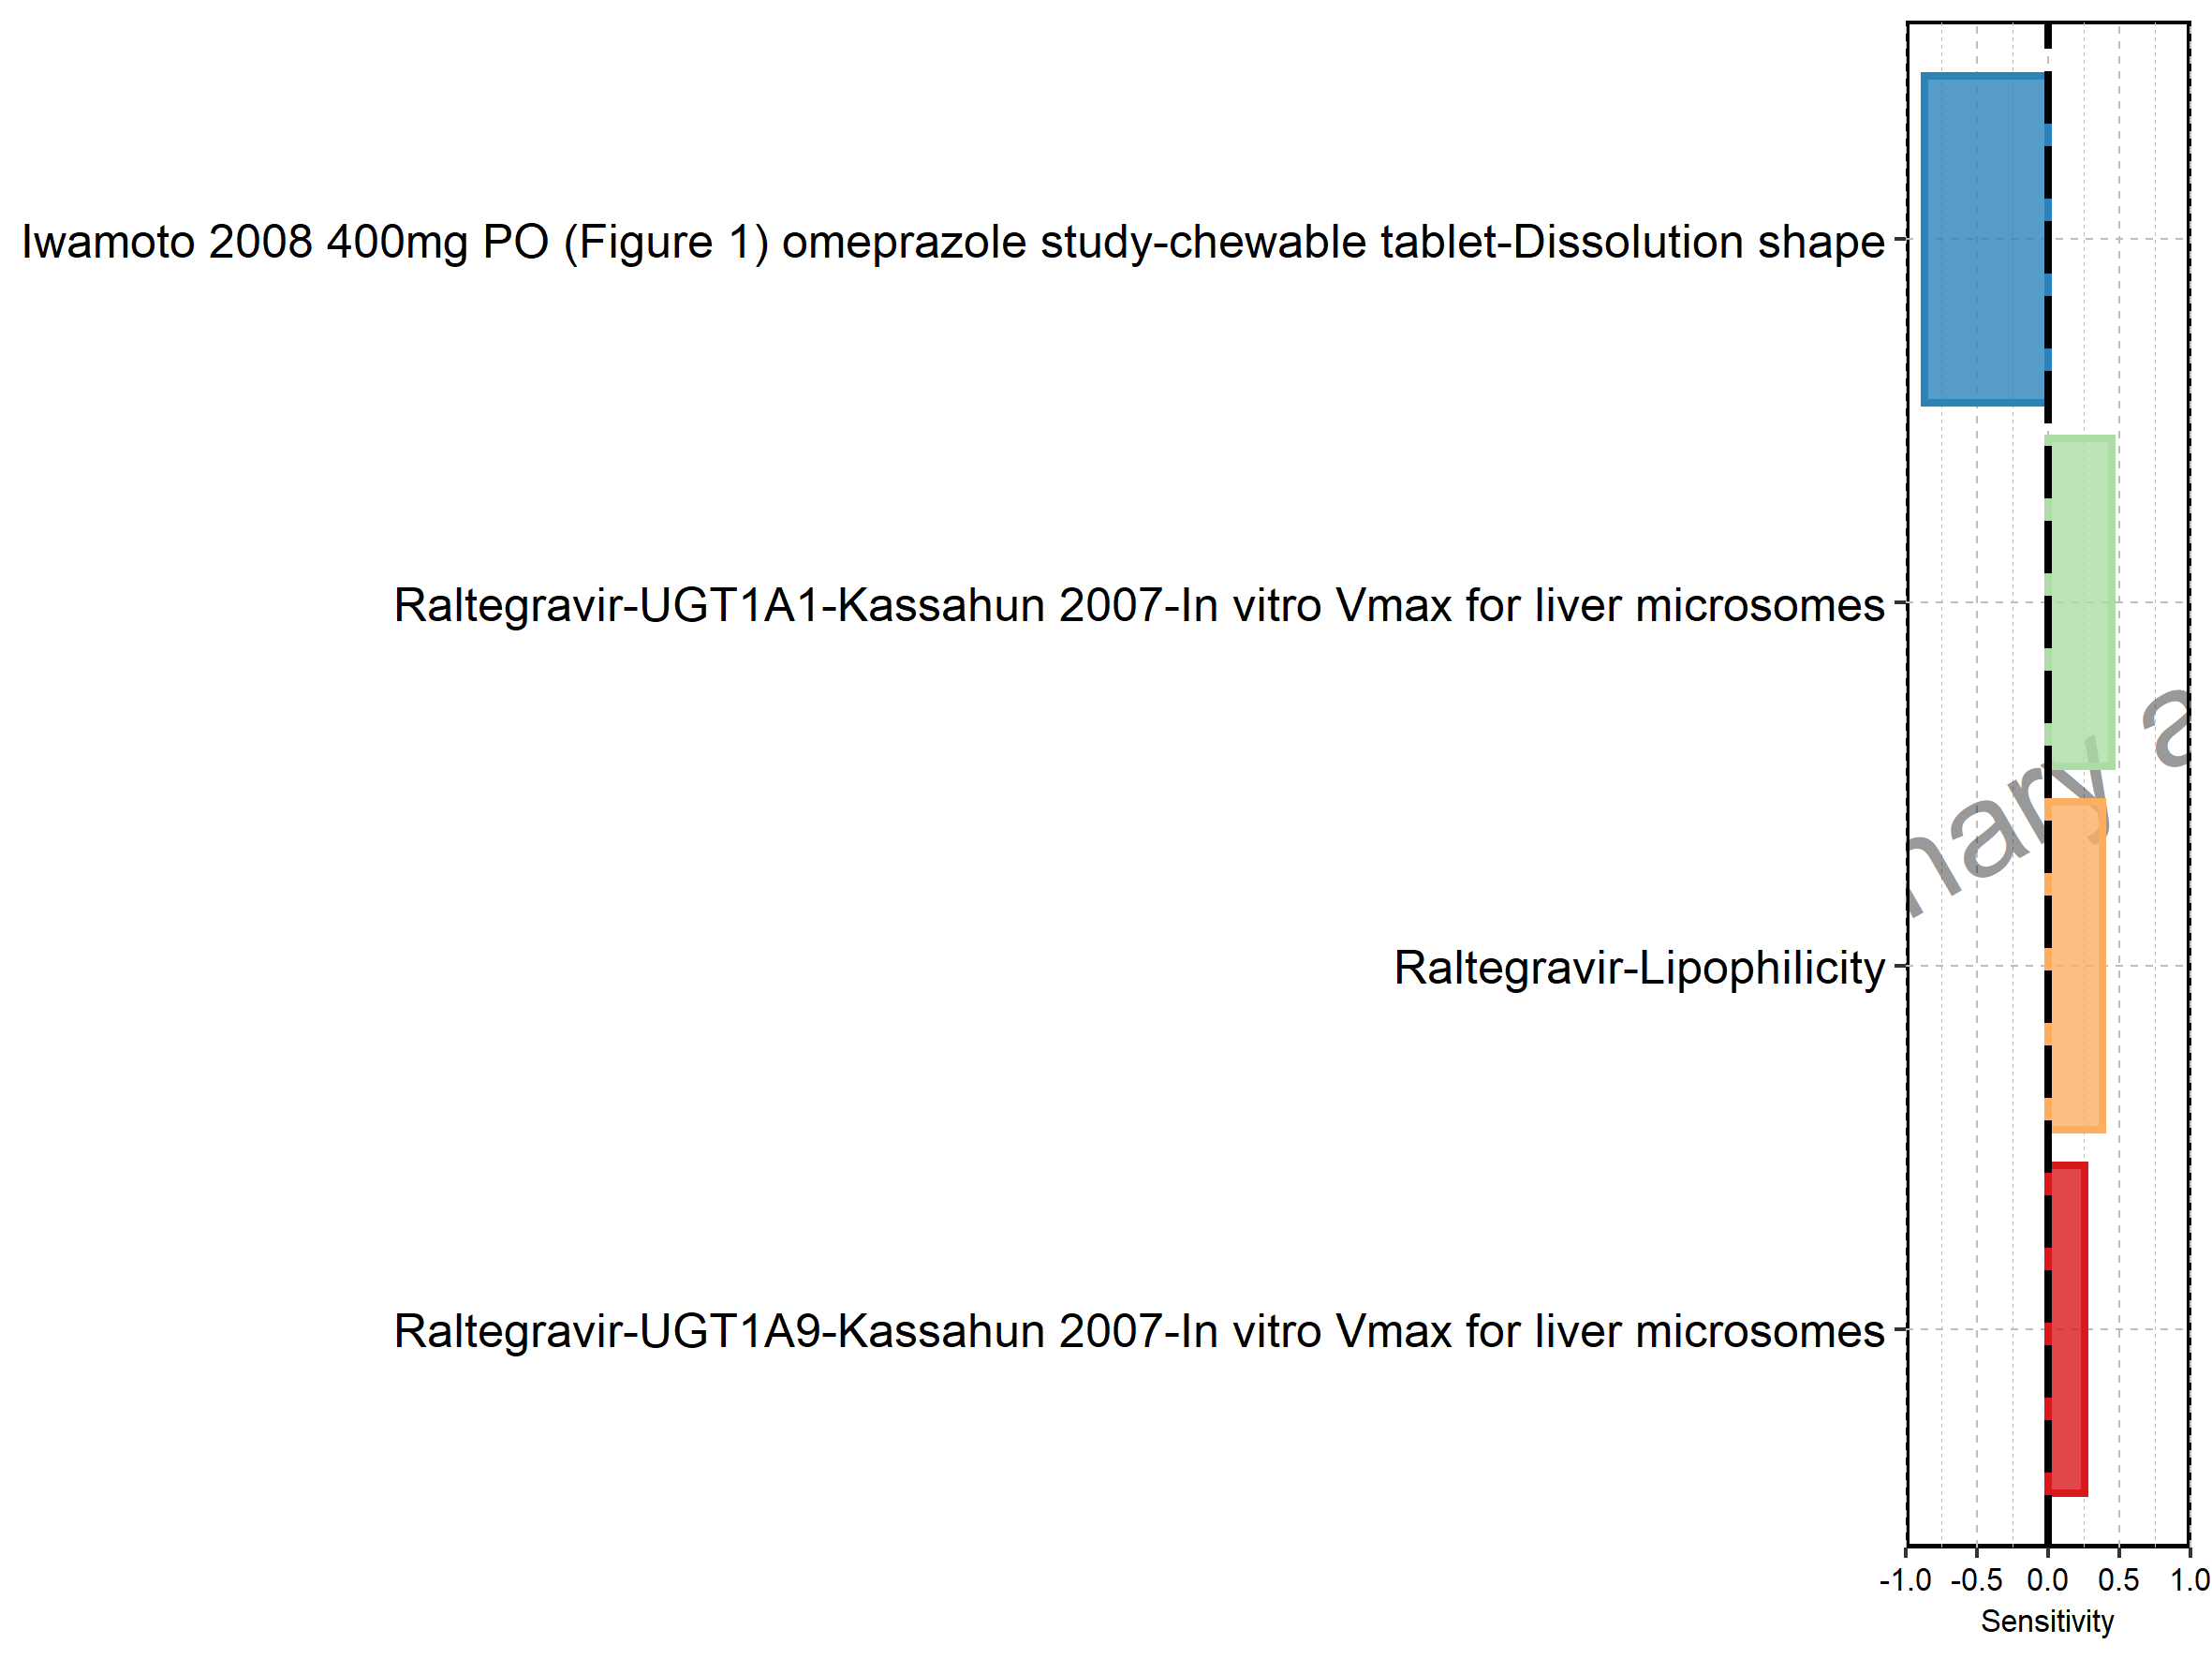 Iwamoto 2008 400mg PO (Figure 1) omeprazole study-chewable tablet-Dissolution shape
Raltegravir-UGT1A1-Kassahun 2007-In vitro Vmax for liver microsomes
Raltegravir-Lipophilicity
Raltegravir-UGT1A9-Kassahun 2007-In vitro Vmax for liver microsomes
-1.0 -0.5 0.0 0.5 1.0
Sensitivity